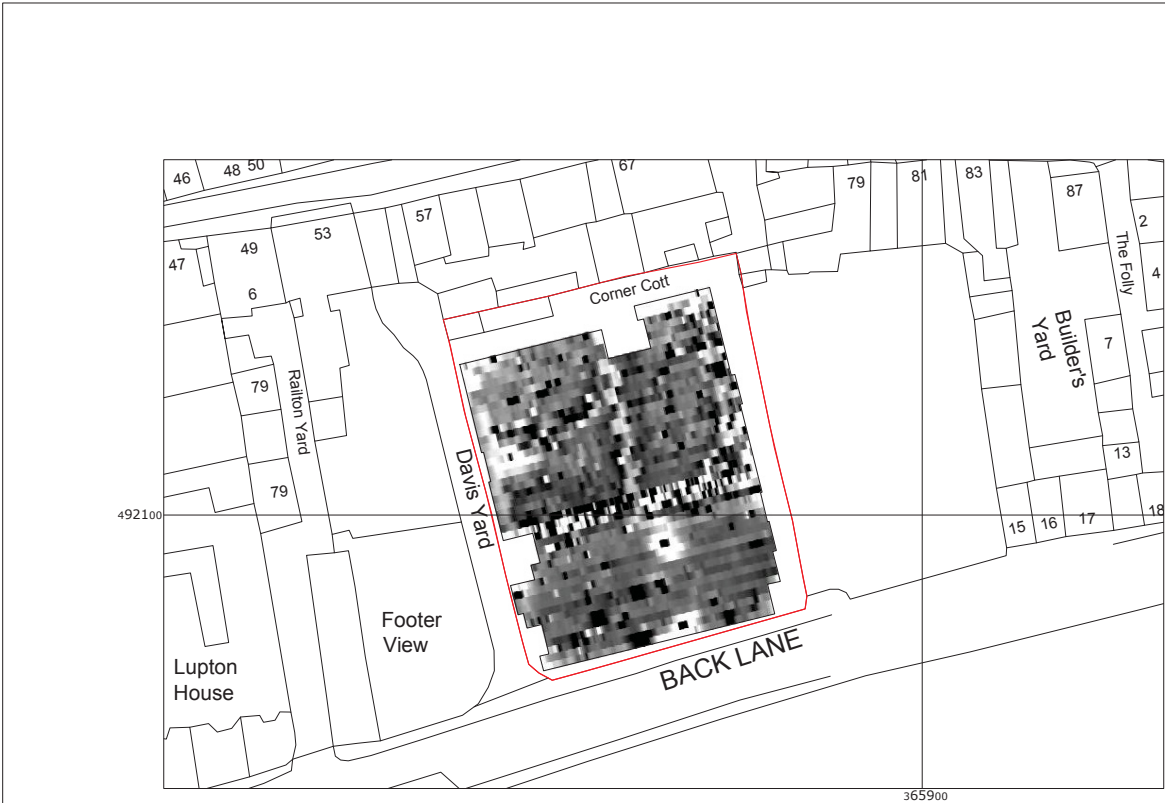 46
48
50
67
79
81
83
87
2
57
53
49
47
6
The Folly
4
Corner Cott
Builder's
Yard
7
79
Railton Yard
13
79
Davis Yard
492100
15
16
17
18
Footer
View
BACK LANE
Lupton
House
365900